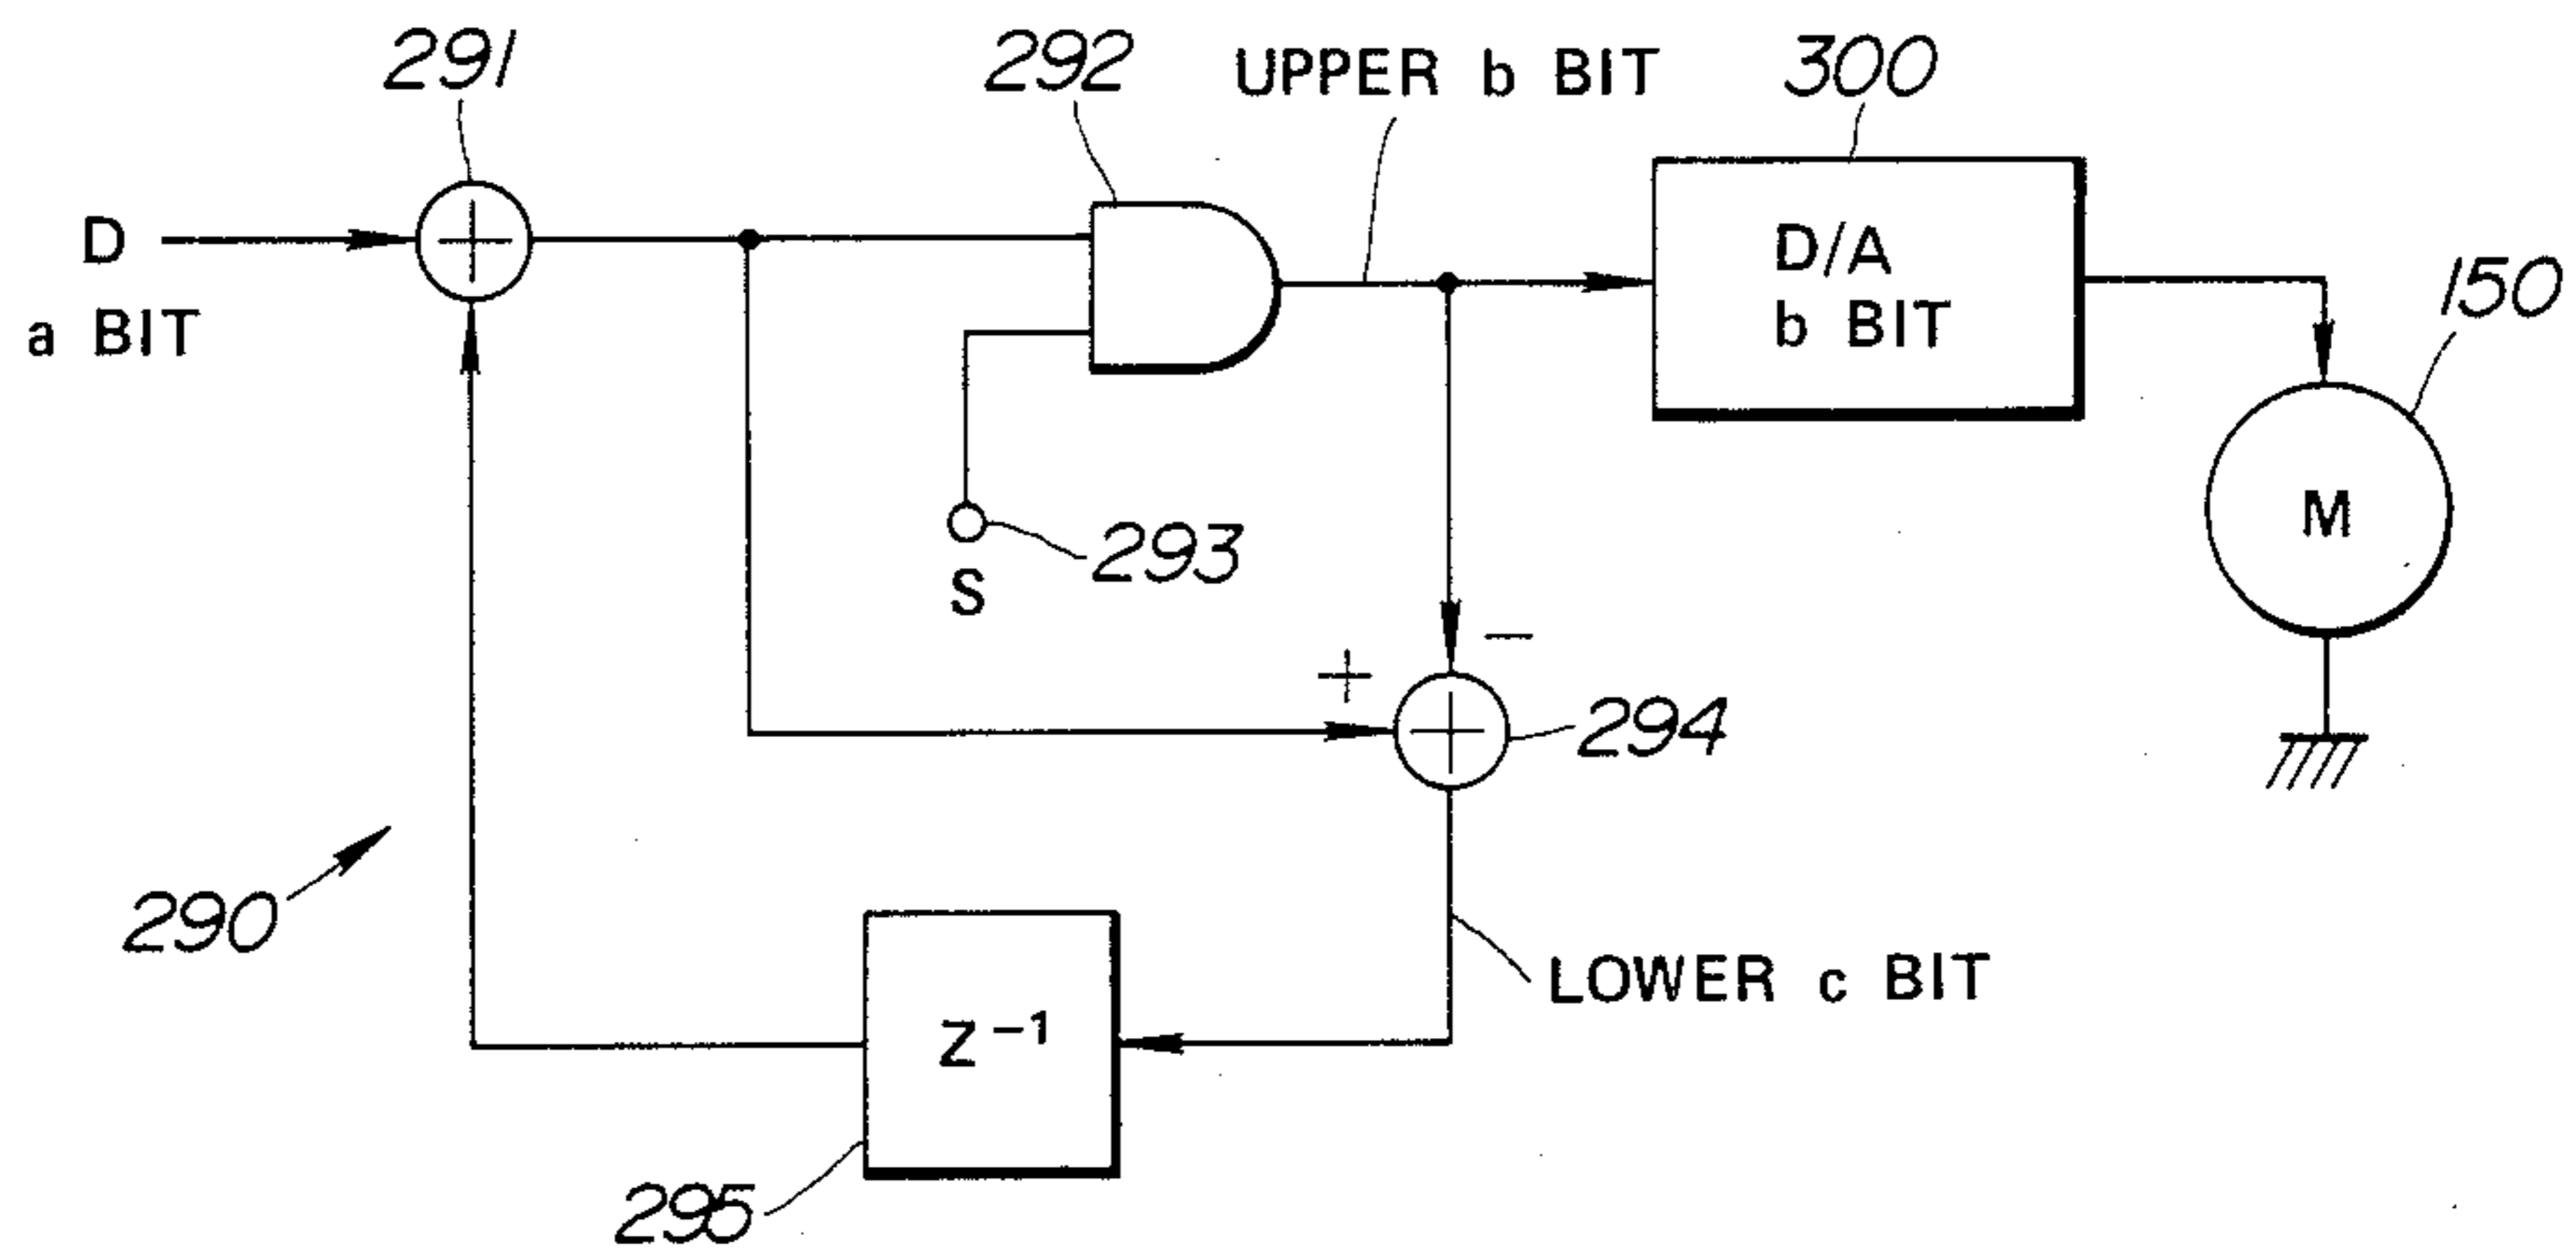 291
292
UPPER b BIT
300
D
a BIT
D/A
b BIT
150
M
293
S
+
−
294
290
LOWER c BIT
Z⁻¹
295